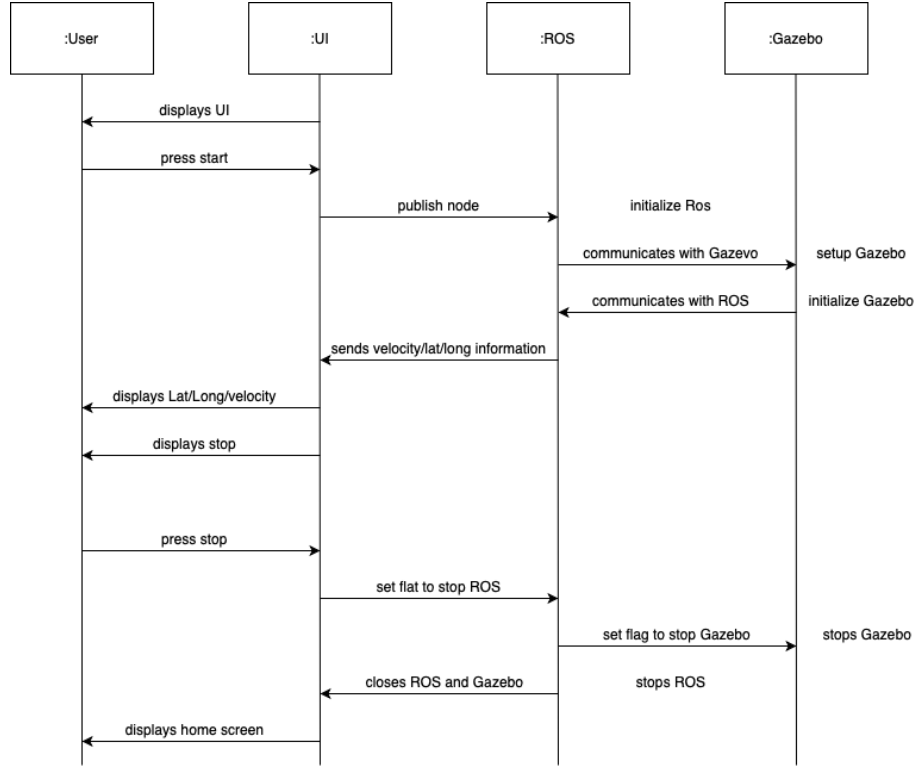 :User
:UI
:ROS
:Gazebo
displays UI
press start
publish node
initialize Ros
communicates with Gazevo
setup Gazebo
communicates with ROS
initialize Gazebo
sends velocity/lat/long information
displays Lat/Long/velocity
displays stop
press stop
set flat to stop ROS
set flag to stop Gazebo
stops Gazebo
closes ROS and Gazebo
stops ROS
displays home screen